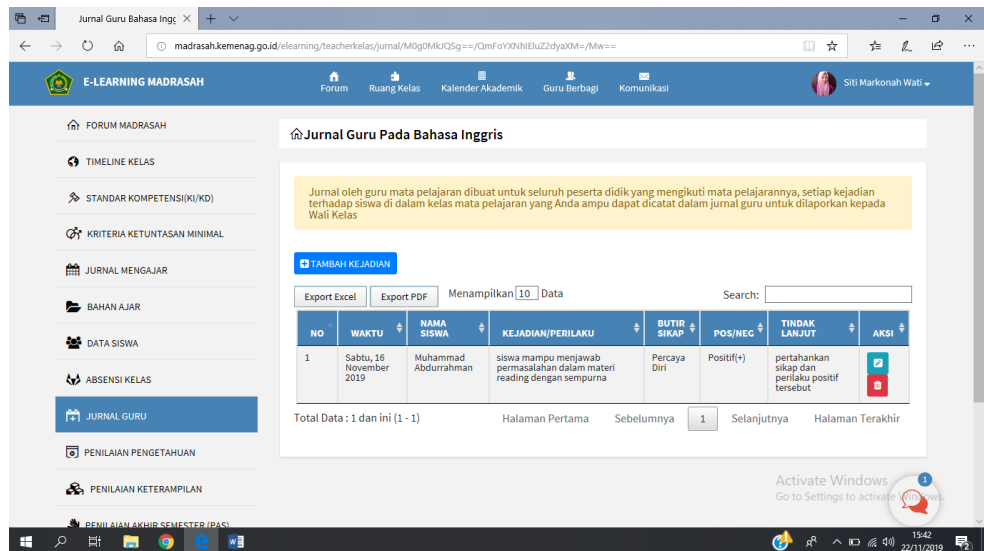 Jurnal Guru Bahasa Ingg
madrasah.kemenag.go.id/elearning/teacherkelas/jurnal/M0g0MkJQSg==/QmFoYXNhIEluZ2dyaXM=/Mw==
E-LEARNING MADRASAH
Forum
Ruang Kelas
Kalender Akademik
Guru Berbagi
Komunikasi
Siti Markonah Wati
FORUM MADRASAH
TIMELINE KELAS
STANDAR KOMPETENSI(KI/KD)
KRITERIA KETUNTASAN MINIMAL
JURNAL MENGAJAR
BAHAN AJAR
DATA SISWA
ABSENSI KELAS
JURNAL GURU
PENILAIAN PENGETAHUAN
PENILAIAN KETERAMPILAN
PENILAIAN AKHIR SEMESTER (PAS)
Jurnal Guru Pada Bahasa Inggris
Jurnal oleh guru mata pelajaran dibuat untuk seluruh peserta didik yang mengikuti mata pelajarannya, setiap kejadian
terhadap siswa di dalam kelas mata pelajaran yang Anda ampu dapat dicatat dalam jurnal guru untuk dilaporkan kepada
Wali Kelas
TAMBAH KEJADIAN
Export Excel
Export PDF
Menampilkan 10 Data
Search:
NO
WAKTU
NAMA
SISWA
KEJADIAN/PERILAKU
BUTIR
SIKAP
POS/NEG
TINDAK
LANJUT
AKSI
1
Sabtu, 16
November
2019
Muhammad
Abdurrahman
siswa mampu menjawab
permasalahan dalam materi
reading dengan sempurna
Percaya
Diri
Positif(+)
pertahankan
sikap dan
perilaku positif
tersebut
Total Data : 1 dan ini (1 - 1)
Halaman Pertama
Sebelumnya
1
Selanjutnya
Halaman Terakhir
Activate Windows
Go to Settings to activate Windows.
1
15:42
22/11/2019
2